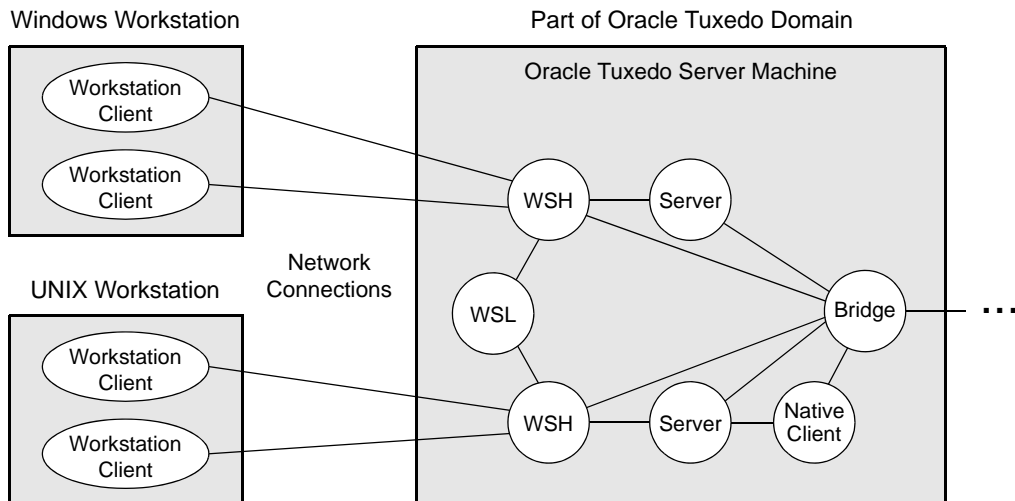 Windows Workstation
Part of Oracle Tuxedo Domain
Oracle Tuxedo Server Machine
Workstation
Client
Workstation
Client
WSH
Server
Network
Connections
UNIX Workstation
WSL
Bridge
...
Workstation
Client
Workstation
Client
WSH
Server
Native
Client